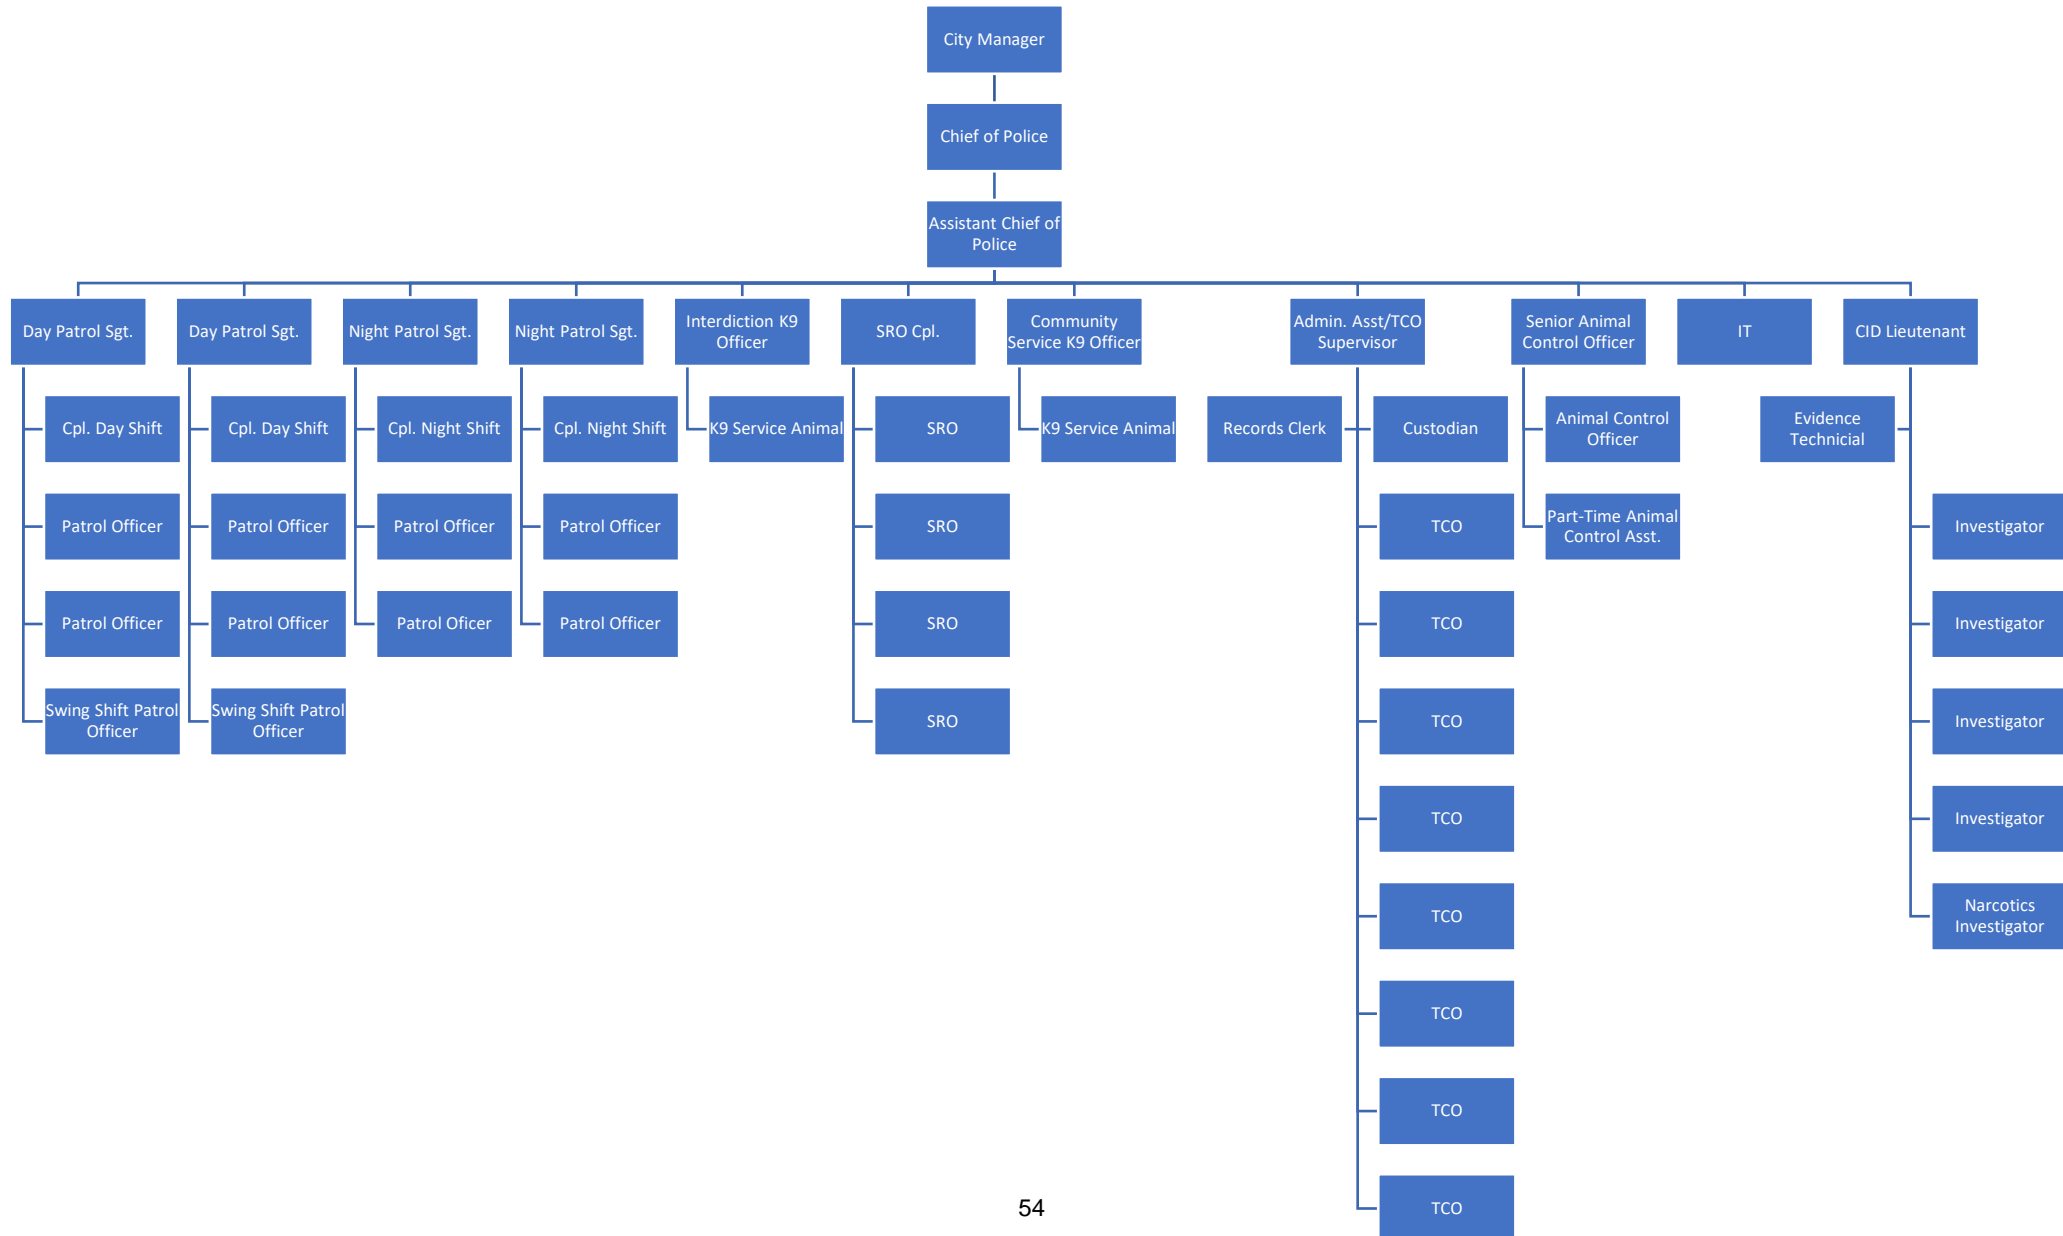 City Manager
Chief of Police
Assistant Chief of
Police
Day Patrol Sgt.
Day Patrol Sgt.
Night Patrol Sgt.
Night Patrol Sgt.
Interdiction K9
Officer
SRO Cpl.
Community
Service K9 Officer
Admin. Asst/TCO
Supervisor
Senior Animal
Control Officer
IT
CID Lieutenant
Cpl. Day Shift
Cpl. Day Shift
Cpl. Night Shift
Cpl. Night Shift
K9 Service Animal
SRO
K9 Service Animal
Records Clerk
Custodian
Animal Control
Officer
Evidence
Technicial
Patrol Officer
Patrol Officer
Patrol Officer
Patrol Officer
SRO
TCO
Part-Time Animal
Control Asst.
Investigator
Patrol Officer
Patrol Officer
Patrol Oficer
Patrol Officer
SRO
TCO
Investigator
Swing Shift Patrol
Officer
Swing Shift Patrol
Officer
SRO
TCO
Investigator
TCO
Investigator
TCO
Narcotics
Investigator
TCO
TCO
TCO
54